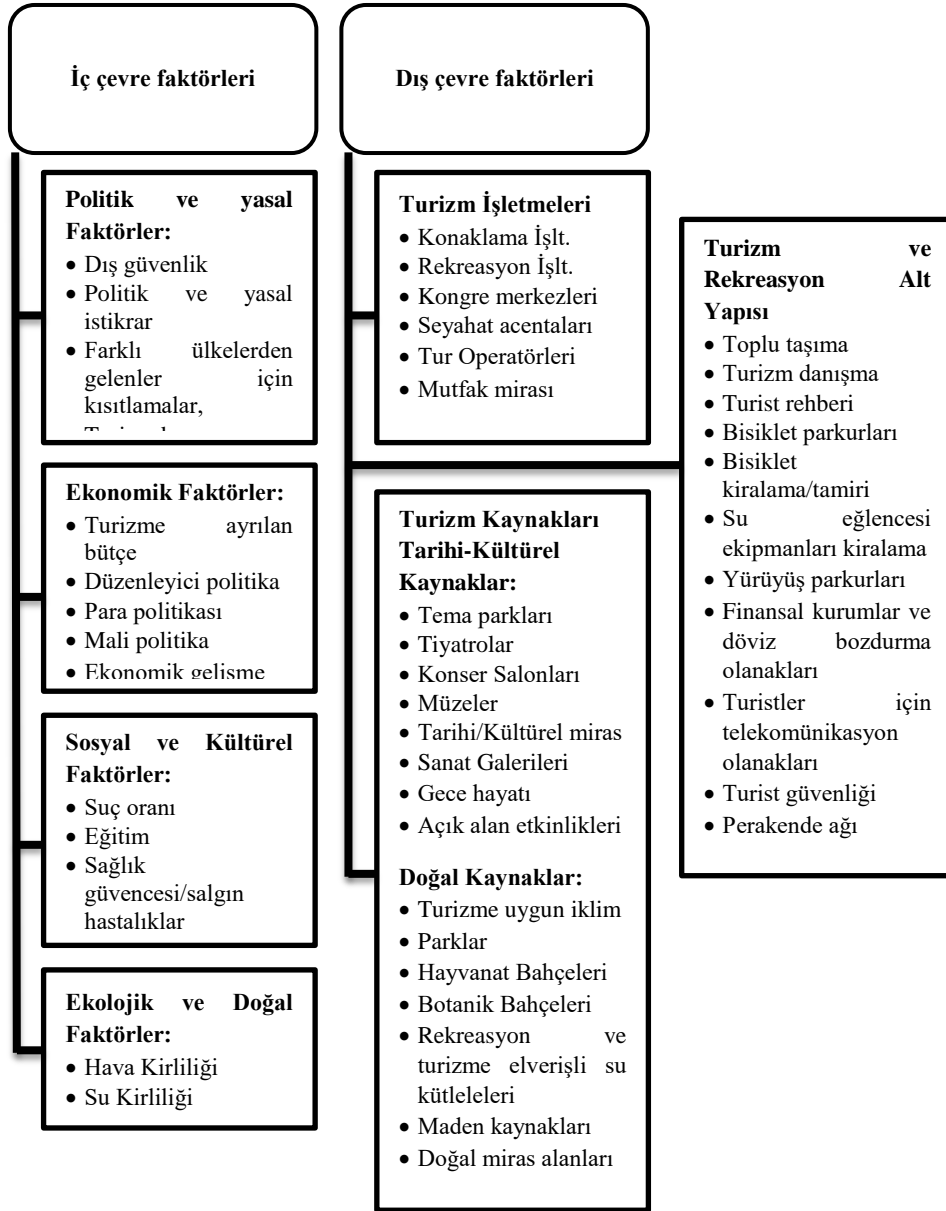 İç çevre faktörleri
Politik ve yasal
Faktörler:
• Dış güvenlik
• Politik ve yasal
istikrar
• Farklı ülkelerden
gelenler için
kısıtlamalar,
Ekonomik Faktörler:
• Turizme ayrılan
bütçe
• Düzenleyici politika
• Para politikası
• Mali politika
• Ekonomik gelişme
Sosyal ve Kültürel
Faktörler:
• Suç oranı
• Eğitim
• Sağlık
güvencesi/salgın
hastalıklar
Ekolojik ve Doğal
Faktörler:
• Hava Kirliliği
• Su Kirliliği
Dış çevre faktörleri
Turizm İşletmeleri
• Konaklama İşlt.
• Rekreasyon İşlt.
• Kongre merkezleri
• Seyahat acentaları
• Tur Operatörleri
• Mutfak mirası
Turizm Kaynakları
Tarihi-Kültürel
Kaynaklar:
• Tema parkları
• Tiyatrolar
• Konser Salonları
• Müzeler
• Tarihi/Kültürel miras
• Sanat Galerileri
• Gece hayatı
• Açık alan etkinlikleri
Doğal Kaynaklar:
• Turizme uygun iklim
• Parklar
• Hayvanat Bahçeleri
• Botanik Bahçeleri
• Rekreasyon ve
turizme elverişli su
kütleleleri
• Maden kaynakları
• Doğal miras alanları
Turizm ve
Rekreasyon Alt
Yapısı
• Toplu taşıma
• Turizm danışma
• Turist rehberi
• Bisiklet parkurları
• Bisiklet
kiralama/tamiri
• Su eğlencesi
ekipmanları kiralama
• Yürüyüş parkurları
• Finansal kurumlar ve
döviz bozdurma
olanakları
• Turistler için
telekomünikasyon
olanakları
• Turist güvenliği
• Perakende ağı